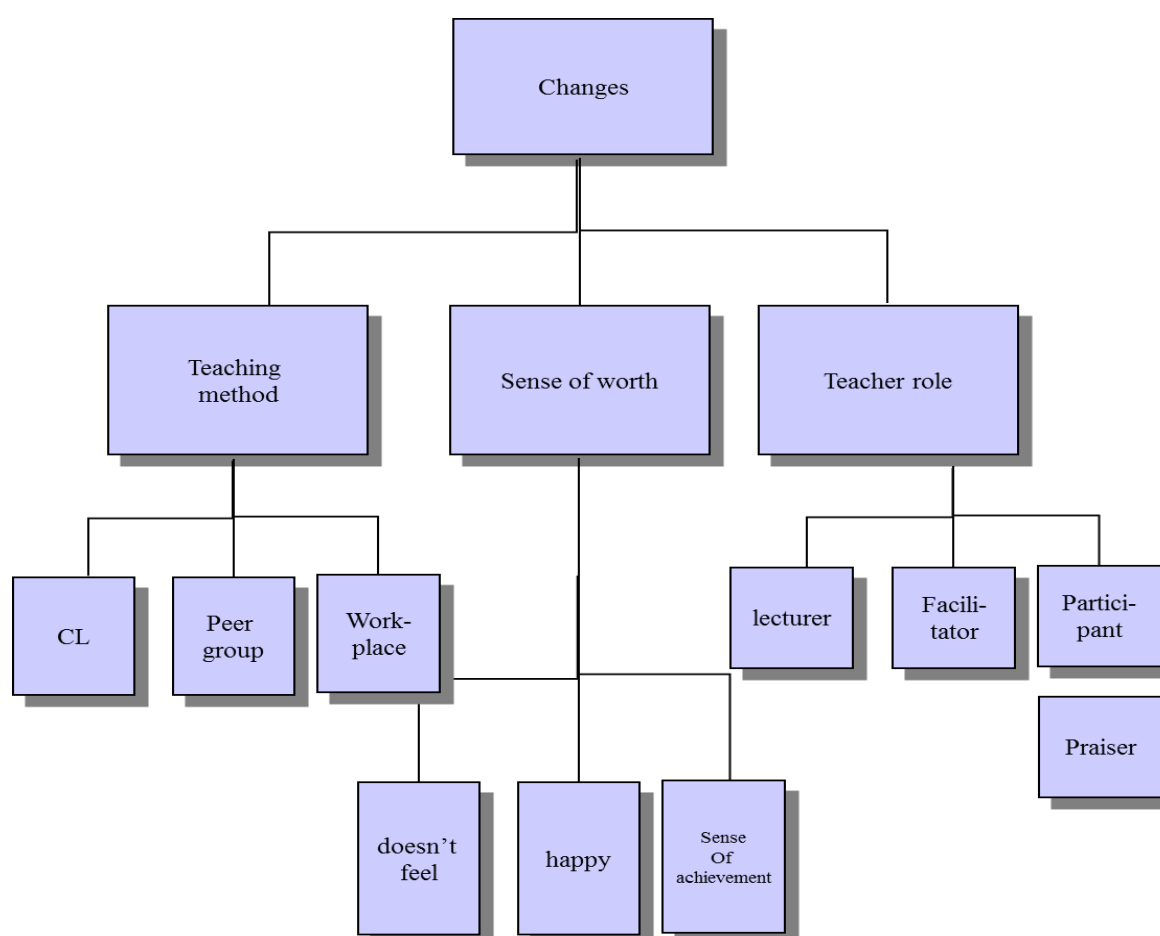 Changes
Teaching
method
Sense of worth
Teacher role
CL
Peer
group
Work-
place
lecturer
Facili-
tator
Partici-
pant
Praiser
doesn’t
feel
happy
Sense
Of
achievement